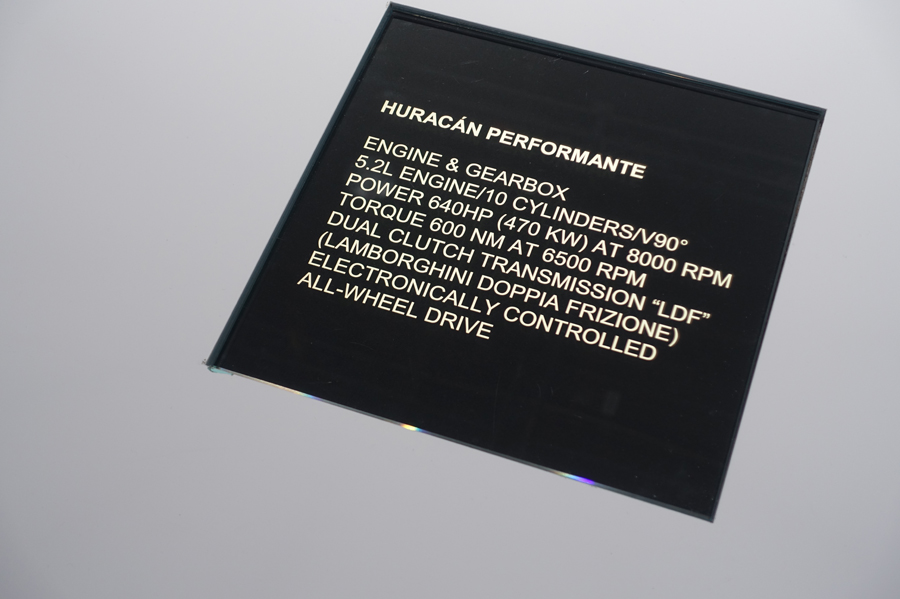 HURACÁN PERFORMANTE
ENGINE & GEARBOX
5.2L ENGINE/10 CYLINDERS/V90°
POWER 640HP (470 KW) AT 8000 RPM
TORQUE 600 NM AT 6500 RPM
DUAL CLUTCH TRANSMISSION “LDF”
(LAMBORGHINI DOPPIA FRIZIONE)
ELECTRONICALLY CONTROLLED
ALL-WHEEL DRIVE